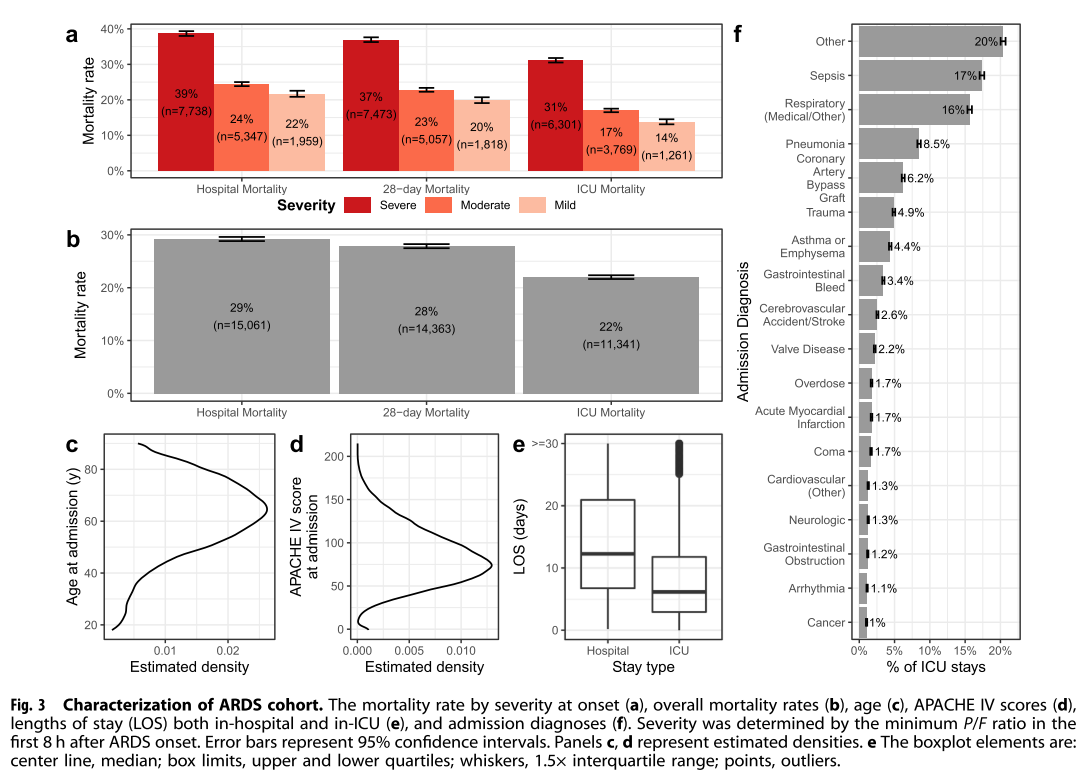 a
Mortality rate
40%
30%
20%
10%
0%
39%
(n=7,738)
24%
(n=5,347)
22%
(n=1,959)
37%
(n=7,473)
23%
(n=5,057)
20%
(n=1,818)
31%
(n=6,301)
17%
(n=3,769)
14%
(n=1,261)
Hospital Mortality
28−day Mortality
ICU Mortality
Severity
Severe
Moderate
Mild
b
Mortality rate
30%
20%
10%
0%
29%
(n=15,061)
28%
(n=14,363)
22%
(n=11,341)
Hospital Mortality
28−day Mortality
ICU Mortality
c
Age at admission (y)
80
60
40
20
0.01
0.02
Estimated density
d
APACHE IV score
at admission
200
150
100
50
0
0.000
0.005
0.010
Estimated density
e
LOS (days)
>=30
20
10
0
Hospital
ICU
Stay type
f
Admission Diagnosis
Other
20%
Sepsis
17%
Respiratory
(Medical/Other)
16%
Pneumonia
8.5%
Coronary
Artery
Bypass
Graft
6.2%
Trauma
4.9%
Asthma or
Emphysema
4.4%
Gastrointestinal
Bleed
3.4%
Cerebrovascular
Accident/Stroke
2.6%
Valve Disease
2.2%
Overdose
1.7%
Acute Myocardial
Infarction
1.7%
Coma
1.7%
Cardiovascular
(Other)
1.3%
Neurologic
1.3%
Gastrointestinal
Obstruction
1.2%
Arrhythmia
1.1%
Cancer
1%
0%
5%
10%
15%
20%
% of ICU stays
Fig. 3 Characterization of ARDS cohort. The mortality rate by severity at onset (a), overall mortality rates (b), age (c), APACHE IV scores (d),
lengths of stay (LOS) both in-hospital and in-ICU (e), and admission diagnoses (f). Severity was determined by the minimum P/F ratio in the
first 8 h after ARDS onset. Error bars represent 95% confidence intervals. Panels c, d represent estimated densities. e The boxplot elements are:
center line, median; box limits, upper and lower quartiles; whiskers, 1.5× interquartile range; points, outliers.